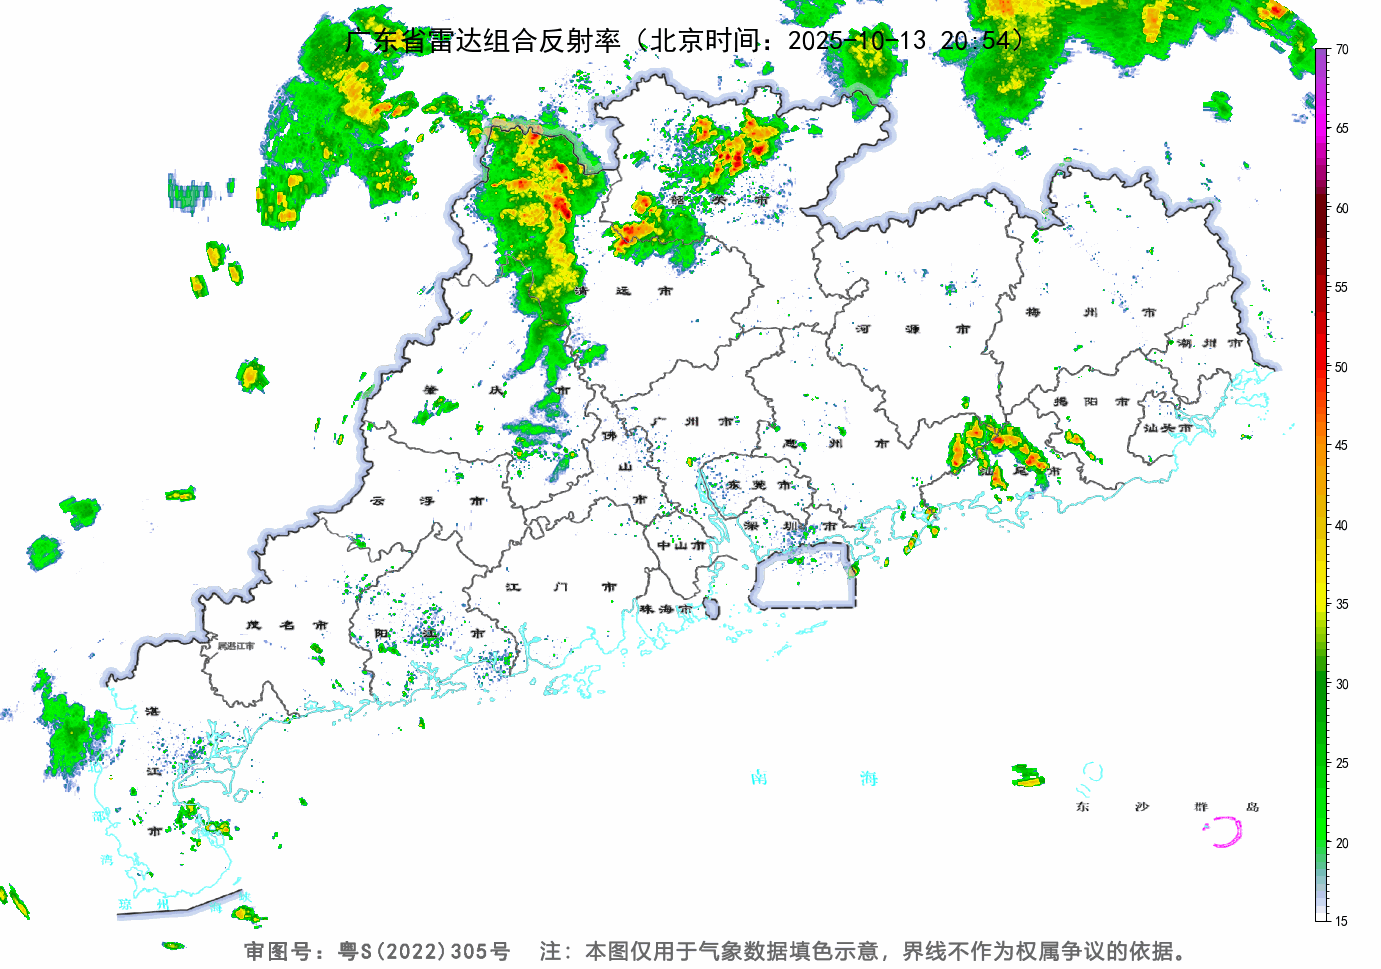 广东省雷达组合反射率（北京时间：2025-10-13 20:54）
70
65
60
55
50
45
40
35
30
25
20
15
韶关市
清远市
河源市
梅州市
潮州市
肇庆市
广州市
惠州市
揭阳市
汕头市
佛山市
云浮市
东莞市
汕尾市
深圳市
中山市
江门市
珠海市
茂名市
阳江市
属湛江市
湛江市
南海
东沙群岛
部湾
琼州海峡
审图号：粤S(2022)305号 注：本图仅用于气象数据填色示意，界线不作为权属争议的依据。